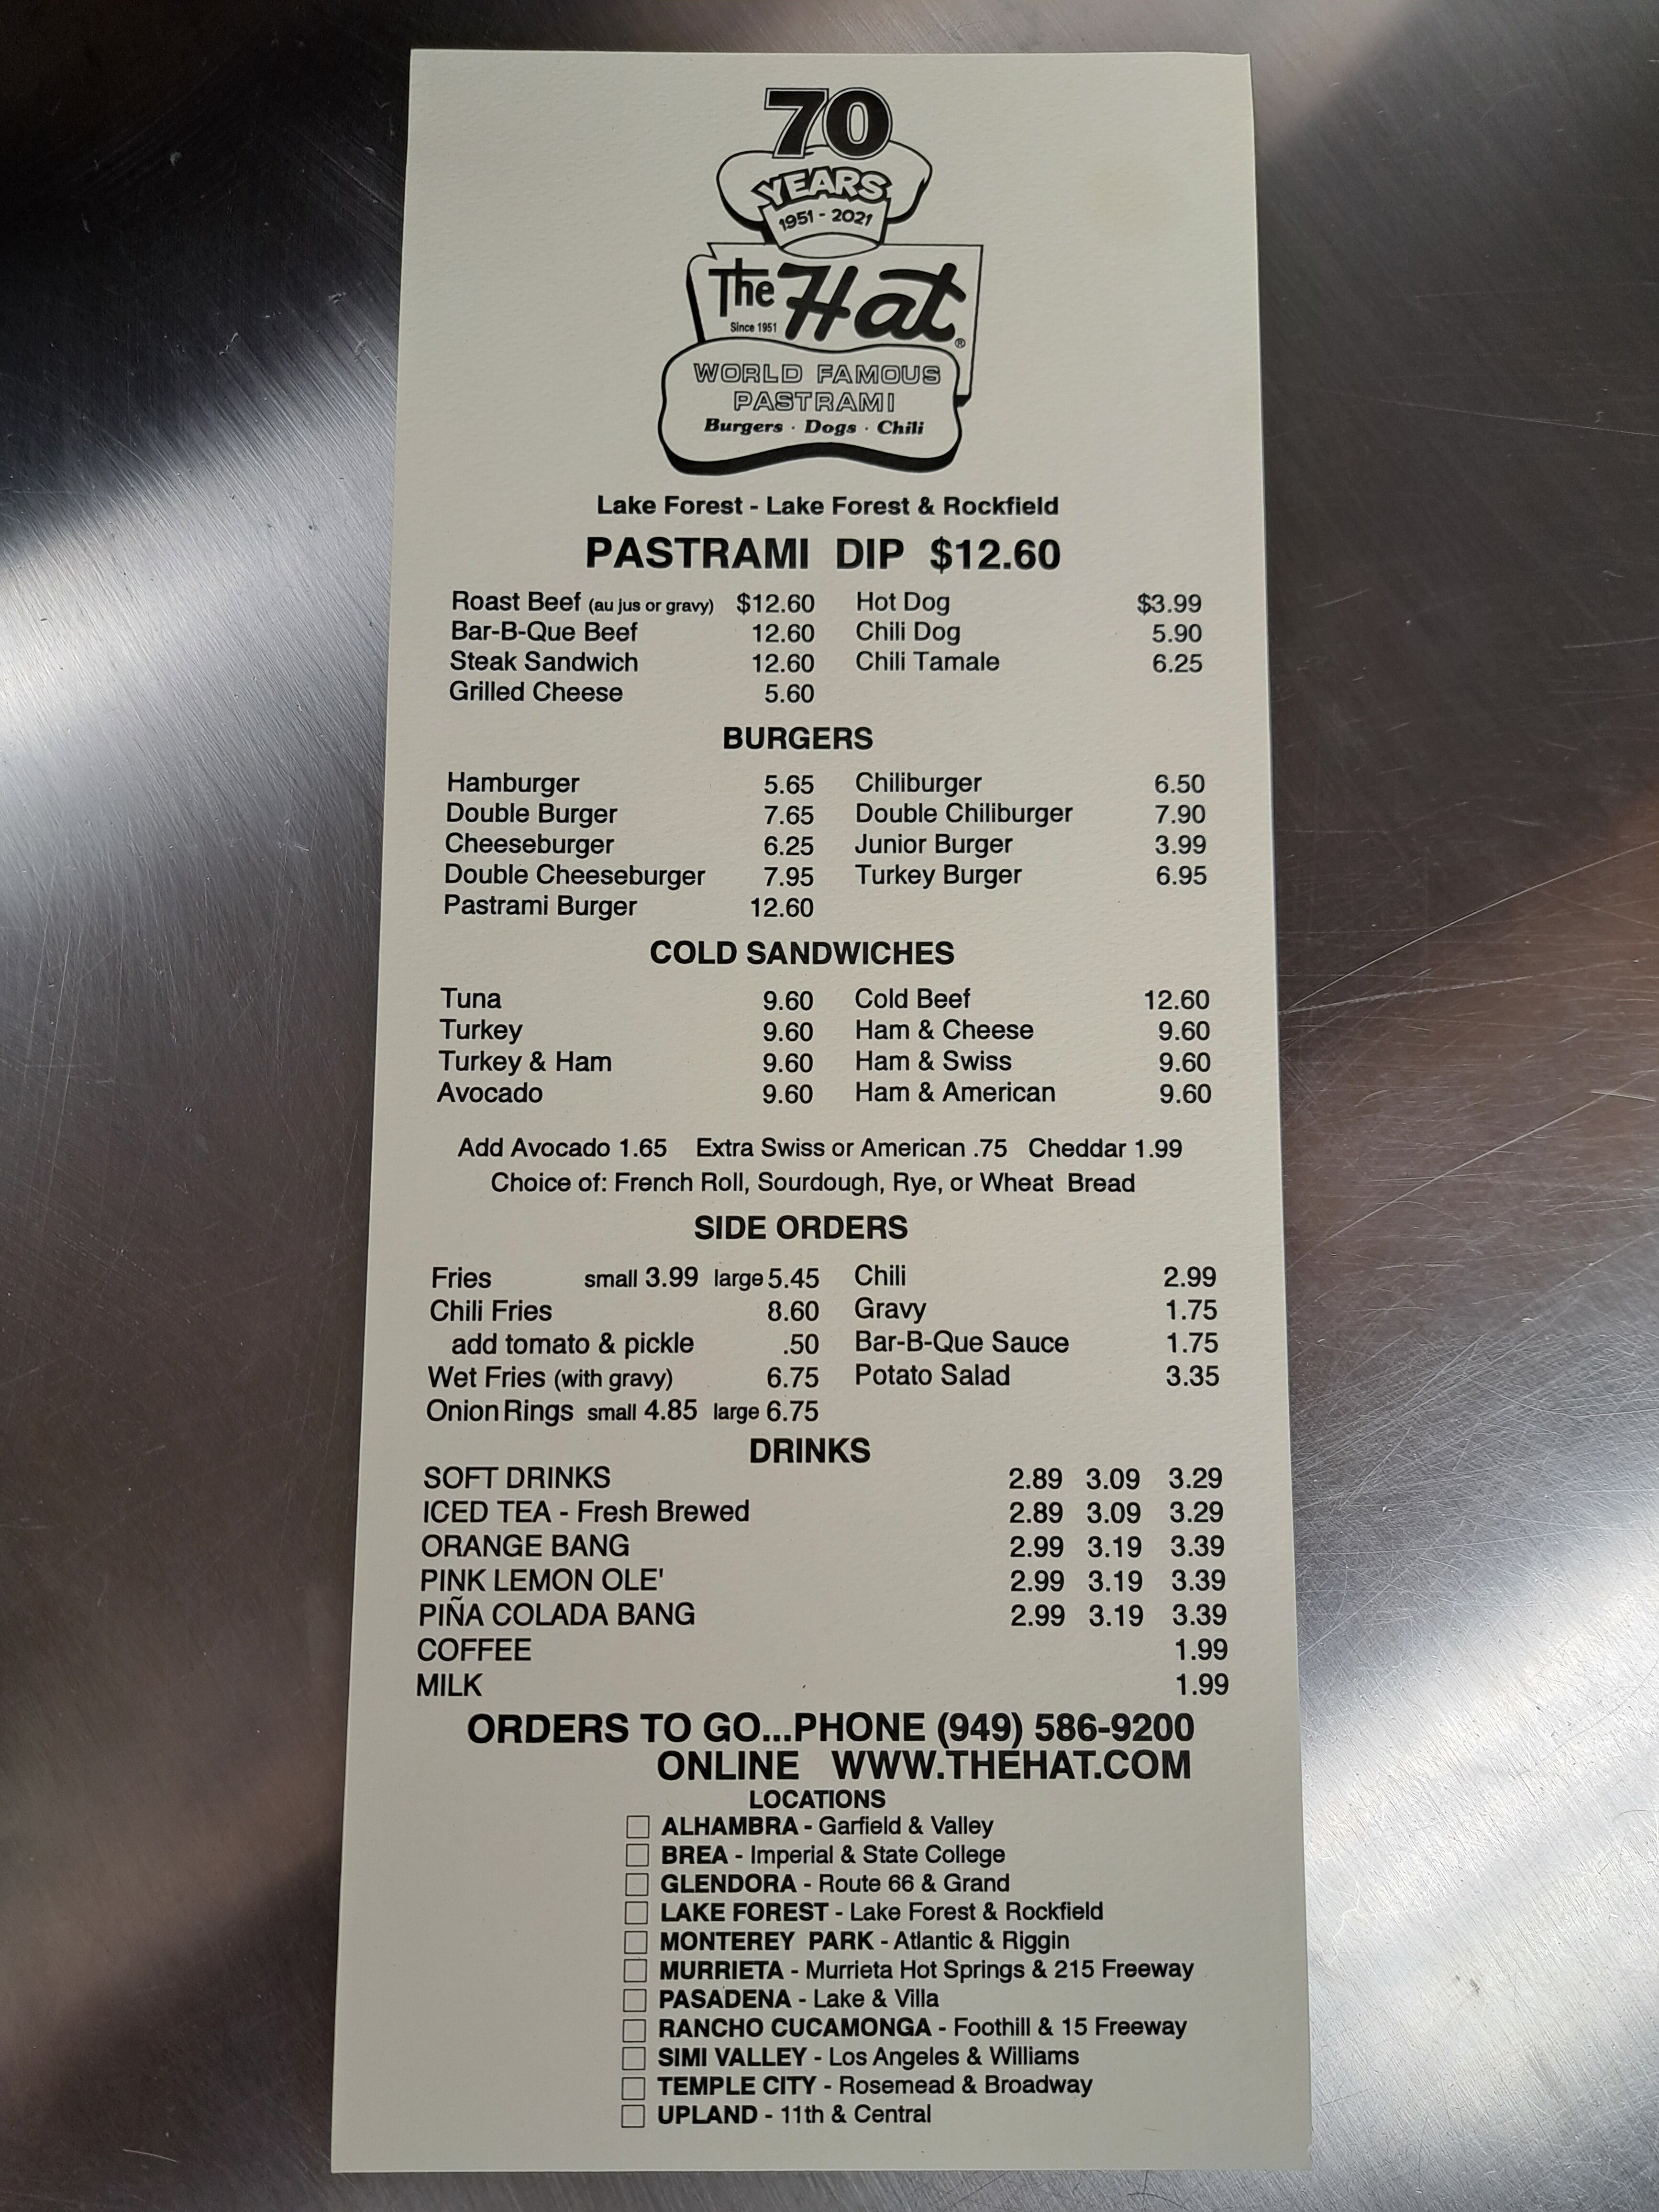 70
YEARS
1951 - 2021
The Hat®
Since 1951
WORLD FAMOUS
PASTRAMI
Burgers · Dogs · Chili
Lake Forest - Lake Forest & Rockfield
PASTRAMI DIP $12.60
Roast Beef (au jus or gravy) $12.60 Hot Dog $3.99
Bar-B-Que Beef 12.60 Chili Dog 5.90
Steak Sandwich 12.60 Chili Tamale 6.25
Grilled Cheese 5.60
BURGERS
Hamburger 5.65 Chiliburger 6.50
Double Burger 7.65 Double Chiliburger 7.90
Cheeseburger 6.25 Junior Burger 3.99
Double Cheeseburger 7.95 Turkey Burger 6.95
Pastrami Burger 12.60
COLD SANDWICHES
Tuna 9.60 Cold Beef 12.60
Turkey 9.60 Ham & Cheese 9.60
Turkey & Ham 9.60 Ham & Swiss 9.60
Avocado 9.60 Ham & American 9.60
Add Avocado 1.65 Extra Swiss or American .75 Cheddar 1.99
Choice of: French Roll, Sourdough, Rye, or Wheat Bread
SIDE ORDERS
Fries small 3.99 large 5.45 Chili 2.99
Chili Fries 8.60 Gravy 1.75
add tomato & pickle .50 Bar-B-Que Sauce 1.75
Wet Fries (with gravy) 6.75 Potato Salad 3.35
Onion Rings small 4.85 large 6.75
DRINKS
SOFT DRINKS 2.89 3.09 3.29
ICED TEA - Fresh Brewed 2.89 3.09 3.29
ORANGE BANG 2.99 3.19 3.39
PINK LEMON OLE' 2.99 3.19 3.39
PIÑA COLADA BANG 2.99 3.19 3.39
COFFEE 1.99
MILK 1.99
ORDERS TO GO...PHONE (949) 586-9200
ONLINE WWW.THEHAT.COM
LOCATIONS
ALHAMBRA - Garfield & Valley
BREA - Imperial & State College
GLENDORA - Route 66 & Grand
LAKE FOREST - Lake Forest & Rockfield
MONTEREY PARK - Atlantic & Riggin
MURRIETA - Murrieta Hot Springs & 215 Freeway
PASADENA - Lake & Villa
RANCHO CUCAMONGA - Foothill & 15 Freeway
SIMI VALLEY - Los Angeles & Williams
TEMPLE CITY - Rosemead & Broadway
UPLAND - 11th & Central